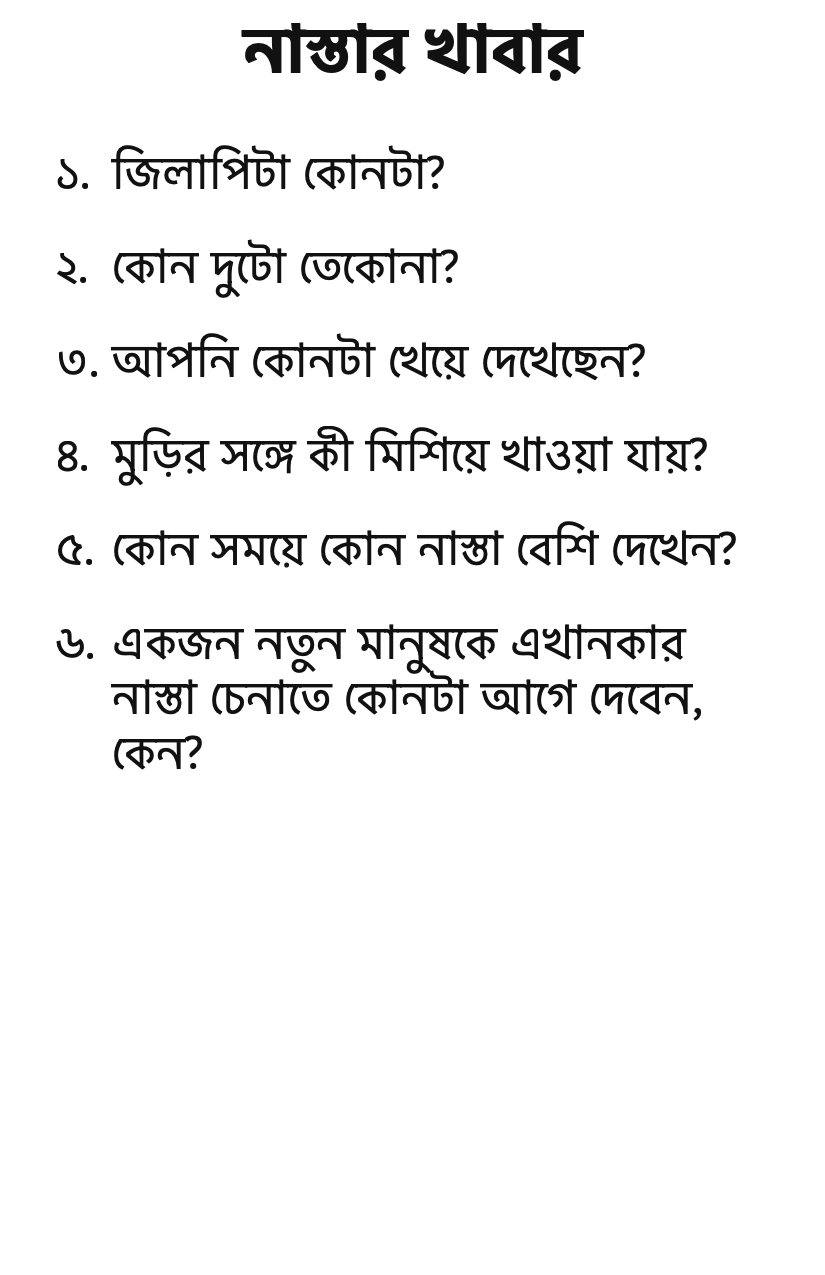 নাস্তার খাবার
১. জিলাপিটা কোনটা?
২. কোন দুটো তেকোনা?
৩. আপনি কোনটা খেয়ে দেখেছেন?
৪. মুড়ির সঙ্গে কী মিশিয়ে খাওয়া যায়?
৫. কোন সময়ে কোন নাস্তা বেশি দেখেন?
৬. একজন নতুন মানুষকে এখানকার
নাস্তা চেনাতে কোনটা আগে দেবেন,
কেন?